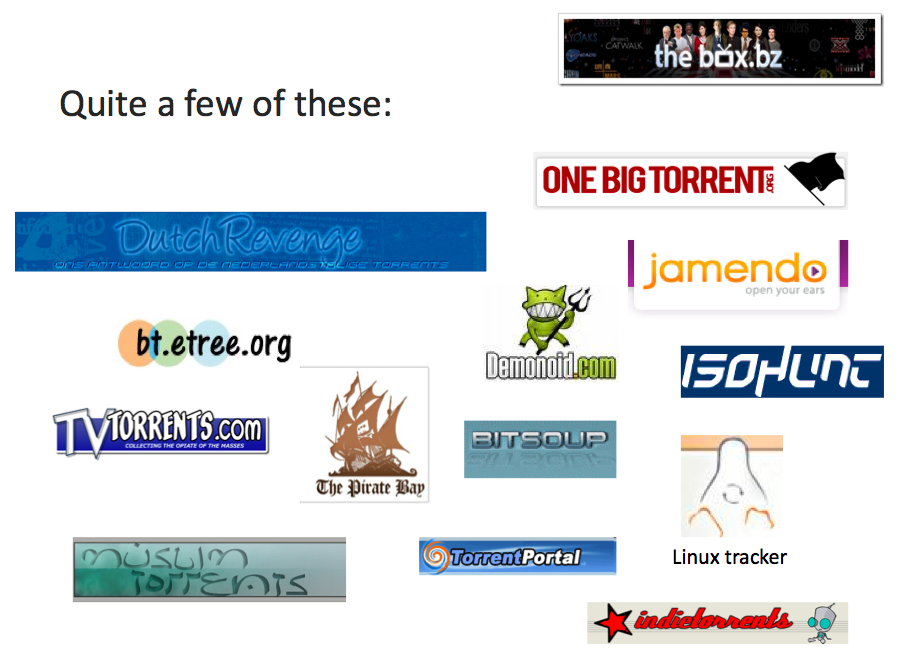 the box.bz
CATWALK
Quite a few of these:
ONE BIG TORRENT.ORG
DutchRevenge
ONS ANTWOORD OP DE NEDERLANDSTALIGE TORRENTS
jamendo
open your ears
bt.etree.org
Demonoid.com
ISOHUNT
TVTORRENTS.com
COLLECTING THE OPIATE OF THE MASSES
The Pirate Bay
BITSOUP
MUSLIM
TORRENTS
TorrentPortal
Linux tracker
indietorrents